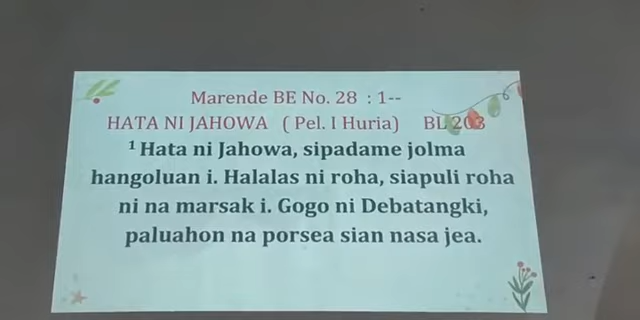 Marende BE No. 28 : 1--
HATA NI JAHOWA ( Pel. I Huria) BL 203
1 Hata ni Jahowa, sipadame jolma
hangoluan i. Halalas ni roha, siapuli roha
ni na marsak i. Gogo ni Debatangki,
paluahon na porsea sian nasa jea.